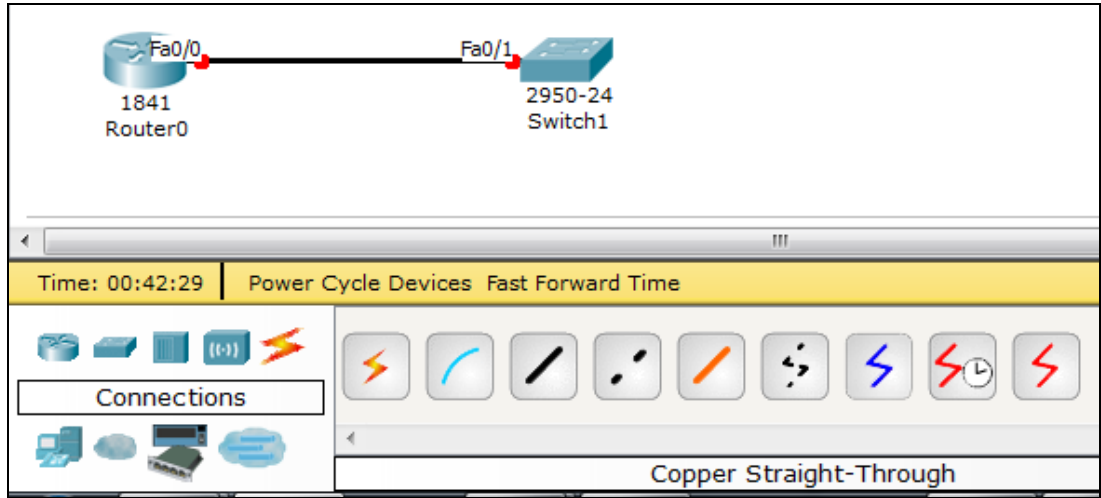 Fa0/0 Fa0/1
1841 2950-24
Router0 Switch1
Time: 00:42:29 Power Cycle Devices Fast Forward Time
Connections
Copper Straight-Through